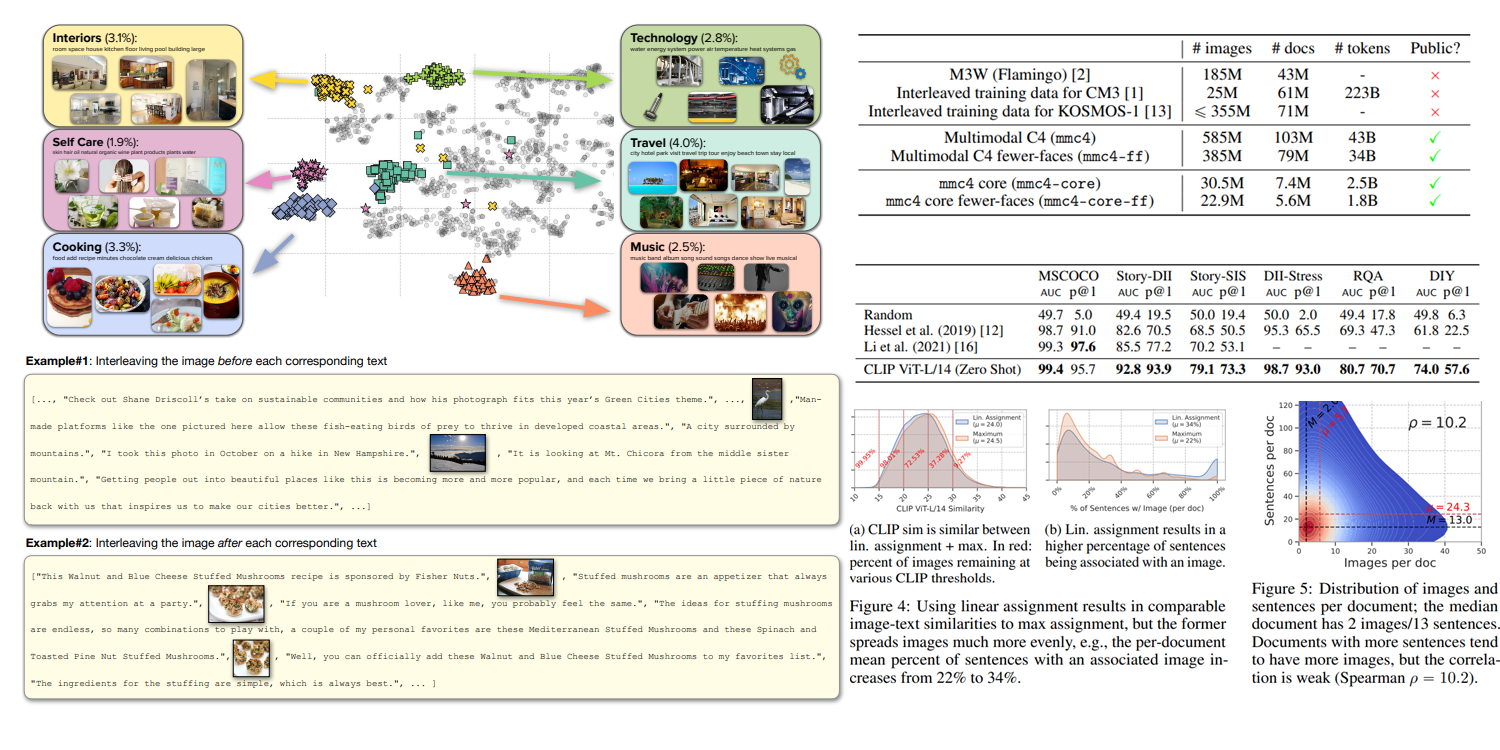 Interiors (3.1%):
room space house kitchen floor living pool building large
Self Care (1.9%):
skin hair oil natural organic wine plant products plants water
Cooking (3.3%):
food add recipe minutes chocolate cream delicious chicken
Technology (2.8%):
water energy system power air temperature heat systems gas
Travel (4.0%):
city hotel park visit travel trip tour enjoy beach town stay local
Music (2.5%):
music band album song sound songs dance show live musical
Example#1: Interleaving the image before each corresponding text
[..., "Check out Shane Driscoll's take on sustainable communities and how his photograph fits this year's Green Cities theme.", ..., ,"Man-
made platforms like the one pictured here allow these fish-eating birds of prey to thrive in developed coastal areas.", "A city surrounded by
mountains.", "I took this photo in October on a hike in New Hampshire.", , "It is looking at Mt. Chicora from the middle sister
mountain.", "Getting people out into beautiful places like this is becoming more and more popular, and each time we bring a little piece of nature
back with us that inspires us to make our cities better.", ...]
Example#2: Interleaving the image after each corresponding text
["This Walnut and Blue Cheese Stuffed Mushrooms recipe is sponsored by Fisher Nuts.", , "Stuffed mushrooms are an appetizer that always
grabs my attention at a party.", , "If you are a mushroom lover, like me, you probably feel the same.", "The ideas for stuffing mushrooms
are endless, so many combinations to play with, a couple of my personal favorites are these Mediterranean Stuffed Mushrooms and these Spinach and
Toasted Pine Nut Stuffed Mushrooms.", , "Well, you can officially add these Walnut and Blue Cheese Stuffed Mushrooms to my favorites list.",
"The ingredients for the stuffing are simple, which is always best.", ... ]
# images # docs # tokens Public?
M3W (Flamingo) [2] 185M 43M - ×
Interleaved training data for CM3 [1] 25M 61M 223B ×
Interleaved training data for KOSMOS-1 [13] ⩽ 355M 71M - ×
Multimodal C4 (mmc4) 585M 103M 43B ✓
Multimodal C4 fewer-faces (mmc4-ff) 385M 79M 34B ✓
mmc4 core (mmc4-core) 30.5M 7.4M 2.5B ✓
mmc4 core fewer-faces (mmc4-core-ff) 22.9M 5.6M 1.8B ✓
MSCOCO Story-DII Story-SIS DII-Stress RQA DIY
AUC p@1 AUC p@1 AUC p@1 AUC p@1 AUC p@1 AUC p@1
Random 49.7 5.0 49.4 19.5 50.0 19.4 50.0 2.0 49.4 17.8 49.8 6.3
Hessel et al. (2019) [12] 98.7 91.0 82.6 70.5 68.5 50.5 95.3 65.5 69.3 47.3 61.8 22.5
Li et al. (2021) [16] 99.3 97.6 85.5 77.2 70.2 53.1 – – – – – –
CLIP ViT-L/14 (Zero Shot) 99.4 95.7 92.8 93.9 79.1 73.3 98.7 93.0 80.7 70.7 74.0 57.6
Lin. Assignment
(μ = 24.0)
Maximum
(μ = 24.5)
99.95% 72.53% 37.28%
10 15 20 25 30 35 40 45
CLIP ViT-L/14 Similarity
(a) CLIP sim is similar between
lin. assignment + max. In red:
percent of images remaining at
various CLIP thresholds.
Lin. Assignment
(μ = 34%)
Maximum
(μ = 22%)
0% 20% 40% 60% 80% 100%
% of Sentences w/ Image (per doc)
(b) Lin. assignment results in a
higher percentage of sentences
being associated with an image.
Figure 4: Using linear assignment results in comparable
image-text similarities to max assignment, but the former
spreads images much more evenly, e.g., the per-document
mean percent of sentences with an associated image in-
creases from 22% to 34%.
Sentences per doc
120
100
80
60
40
20
0
ρ = 10.2
μ = 24.3
M = 13.0
0 10 20 30 40 50
Images per doc
Figure 5: Distribution of images and
sentences per document; the median
document has 2 images/13 sentences.
Documents with more sentences tend
to have more images, but the correla-
tion is weak (Spearman ρ = 10.2).